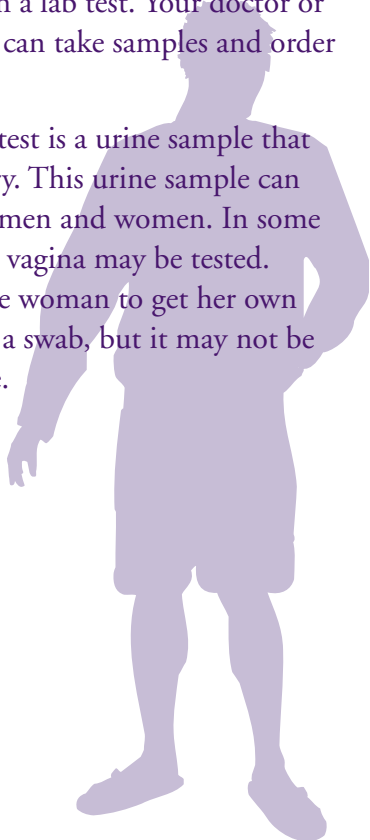 a lab test. Your doctor or
can take samples and order
test is a urine sample that
y. This urine sample can
men and women. In some
vagina may be tested.
e woman to get her own
a swab, but it may not be
e.